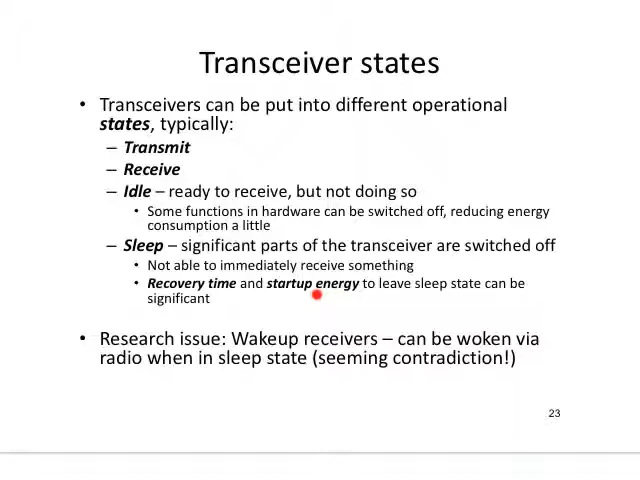 Transceiver states
• Transceivers can be put into different operational
states, typically:
– Transmit
– Receive
– Idle – ready to receive, but not doing so
• Some functions in hardware can be switched off, reducing energy
consumption a little
– Sleep – significant parts of the transceiver are switched off
• Not able to immediately receive something
• Recovery time and startup energy to leave sleep state can be
significant
• Research issue: Wakeup receivers – can be woken via
radio when in sleep state (seeming contradiction!)
23